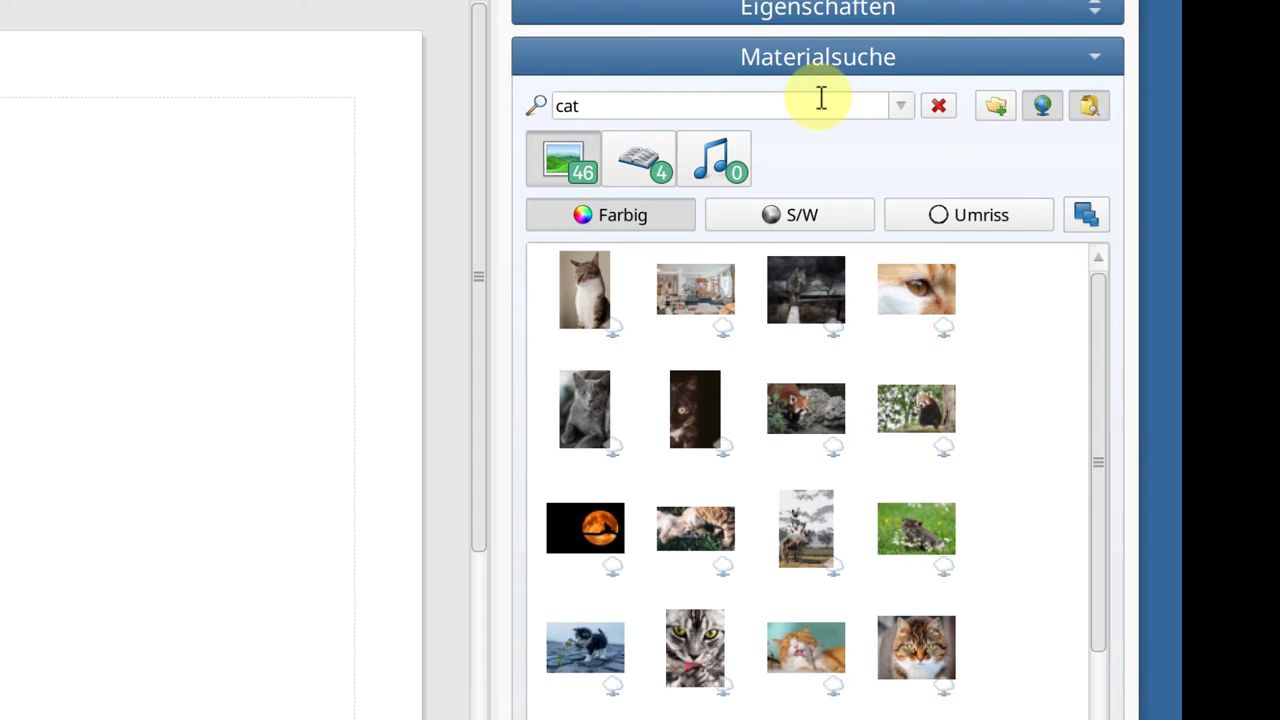 Eigenschaften
Materialsuche
cat
46
4
0
Farbig
S/W
Umriss